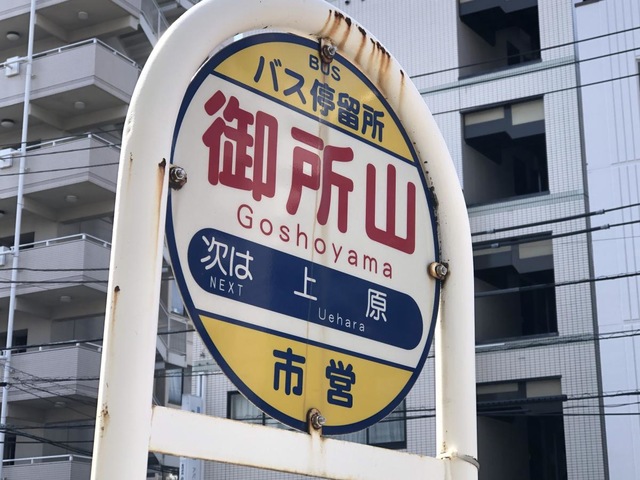 BUS
バス停留所
御所山
Goshoyama
次は 上原
NEXT Uehara
市営